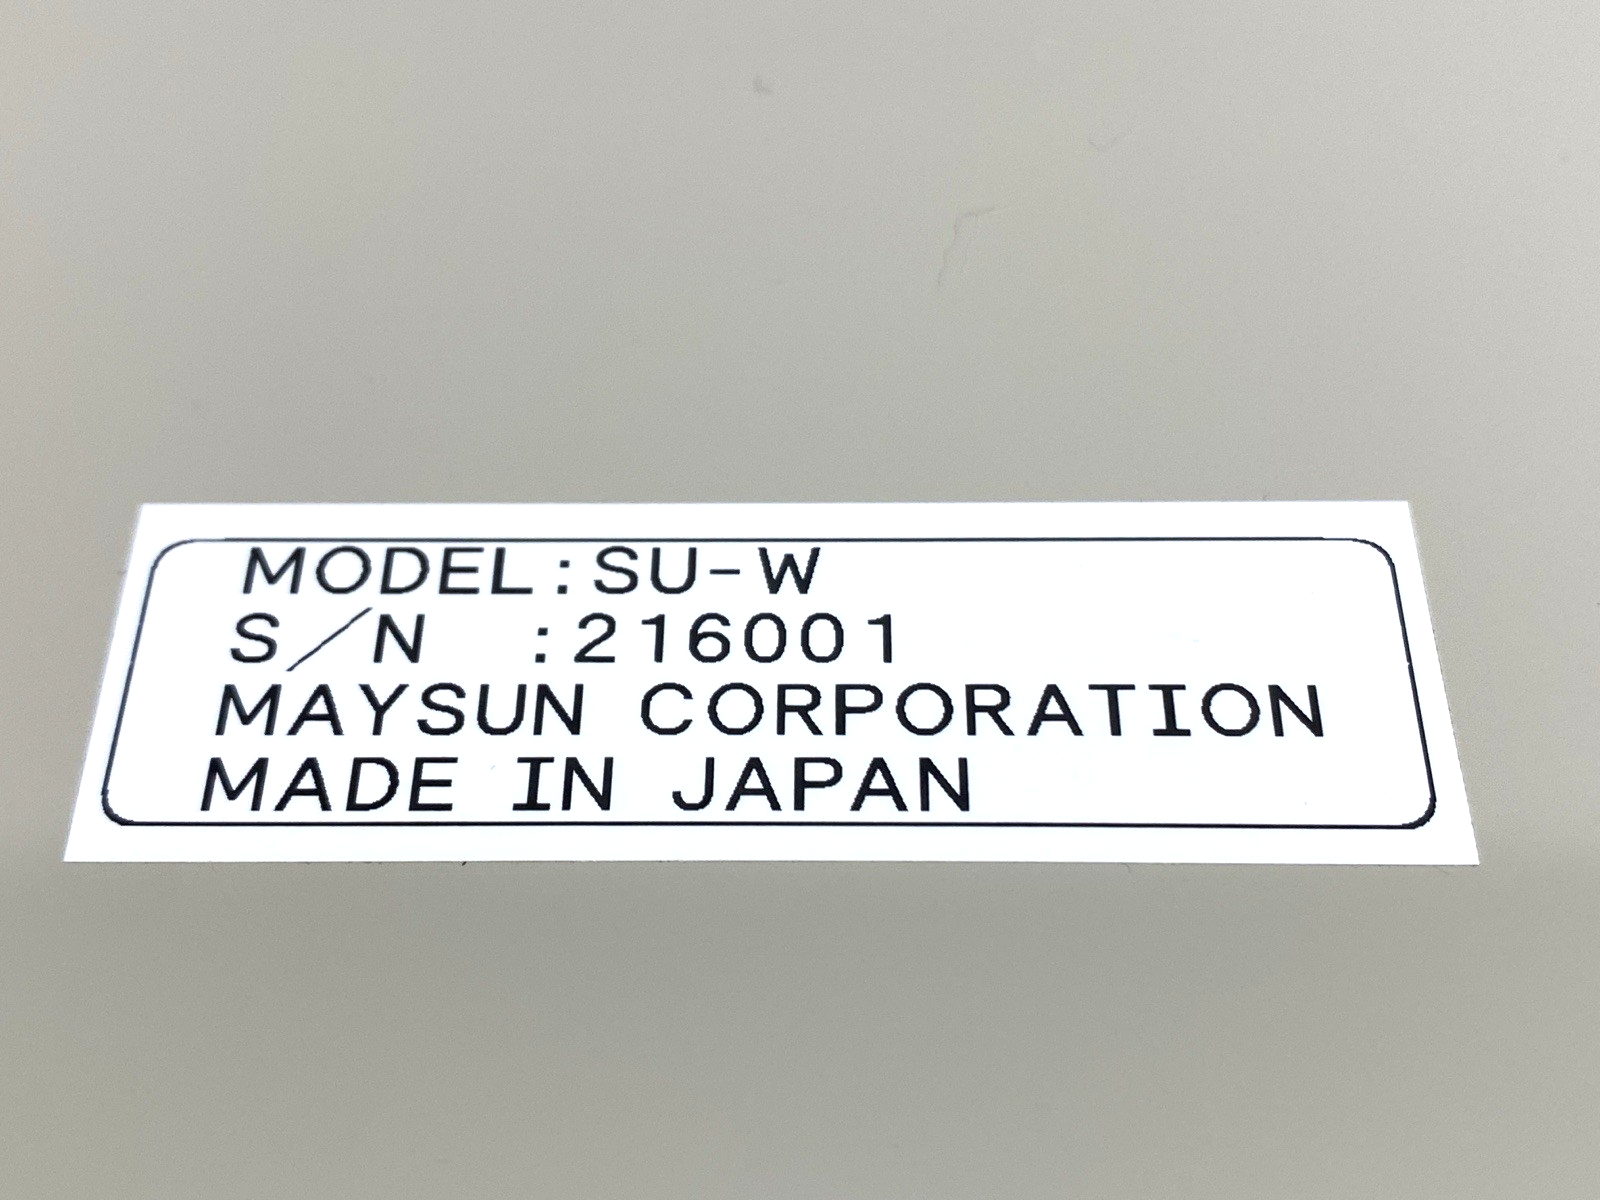 MODEL:SU-W
S/N :216001
MAYSUN CORPORATION
MADE IN JAPAN